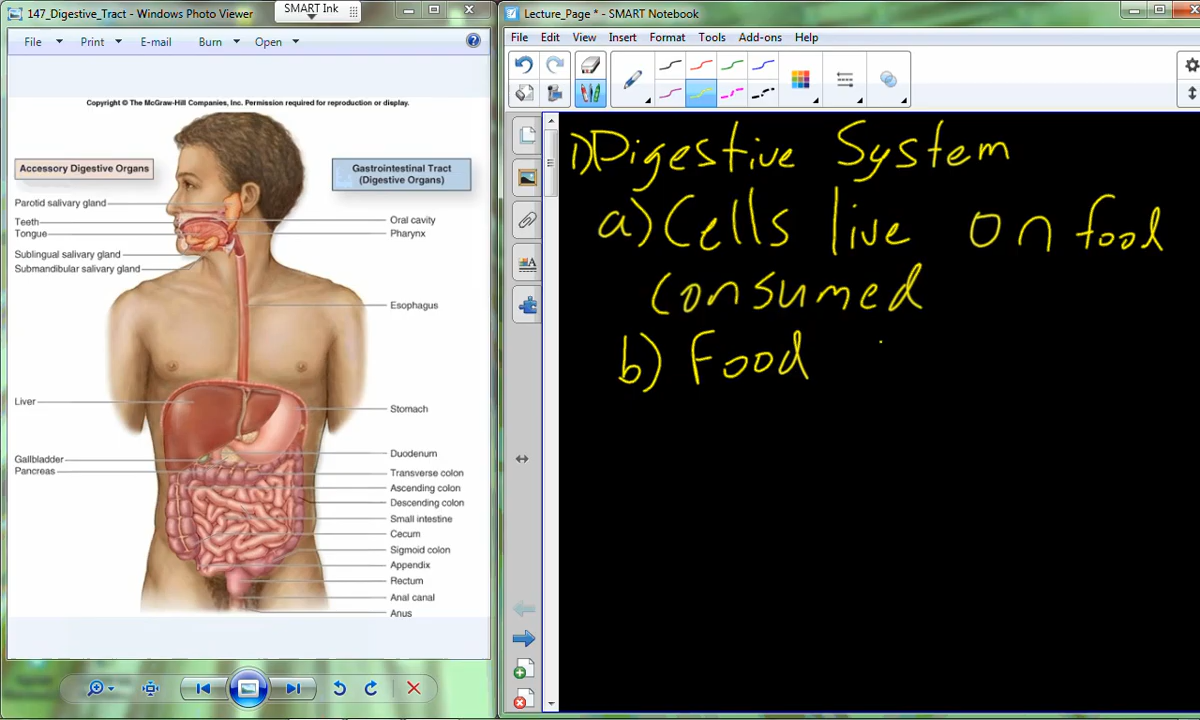 147_Digestive_Tract - Windows Photo Viewer
SMART Ink
File Print E-mail Burn Open
Copyright © The McGraw-Hill Companies, Inc. Permission required for reproduction or display.
Accessory Digestive Organs
Gastrointestinal Tract
(Digestive Organs)
Parotid salivary gland
Teeth
Tongue
Sublingual salivary gland
Submandibular salivary gland
Oral cavity
Pharynx
Esophagus
Liver
Gallbladder
Pancreas
Stomach
Duodenum
Transverse colon
Ascending colon
Descending colon
Small intestine
Cecum
Sigmoid colon
Appendix
Rectum
Anal canal
Anus
Lecture_Page * - SMART Notebook
File Edit View Insert Format Tools Add-ons Help
1) Digestive System
a) Cells live on food
consumed
b) Food